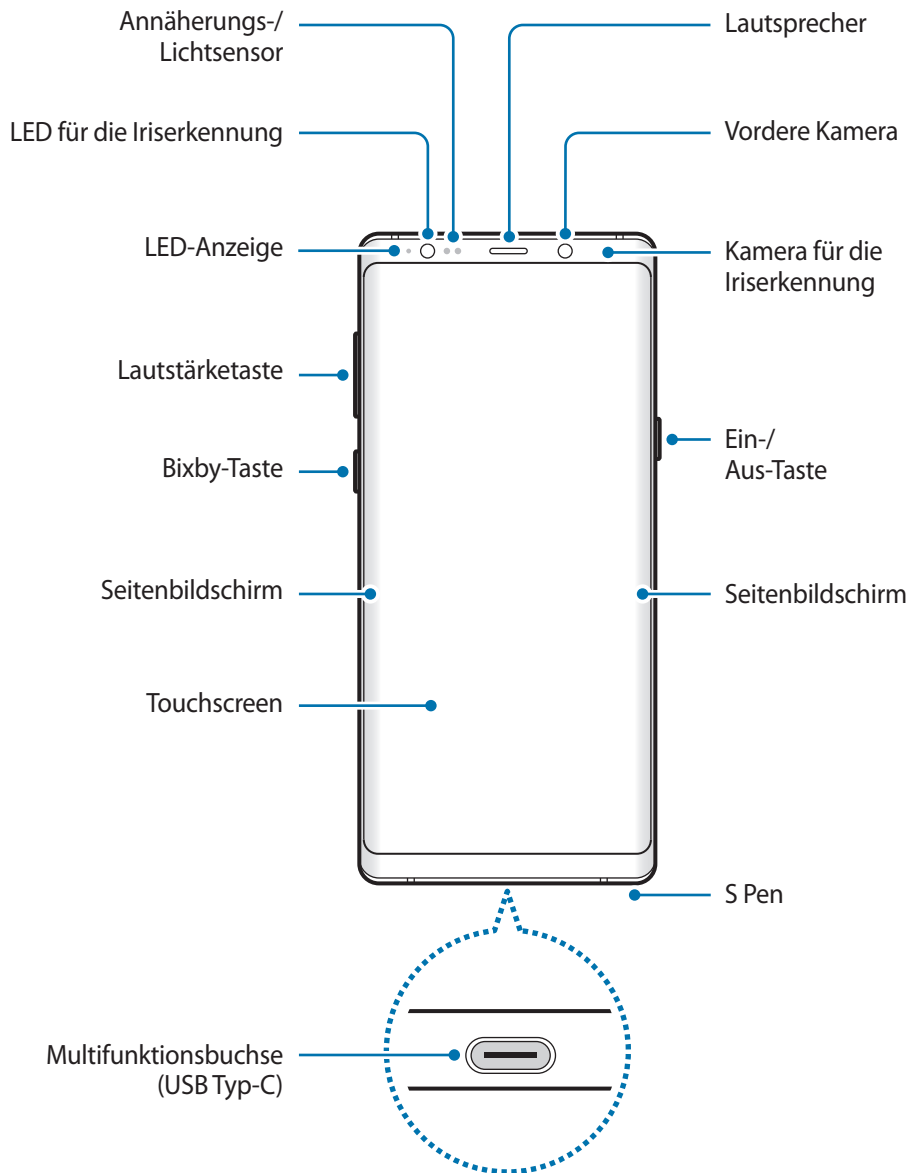 Annäherungs-/
Lichtsensor
LED für die Iriserkennung
LED-Anzeige
Lautstärketaste
Bixby-Taste
Seitenbildschirm
Touchscreen
Multifunktionsbuchse
(USB Typ-C)
Lautsprecher
Vordere Kamera
Kamera für die
Iriserkennung
Ein-/
Aus-Taste
Seitenbildschirm
S Pen